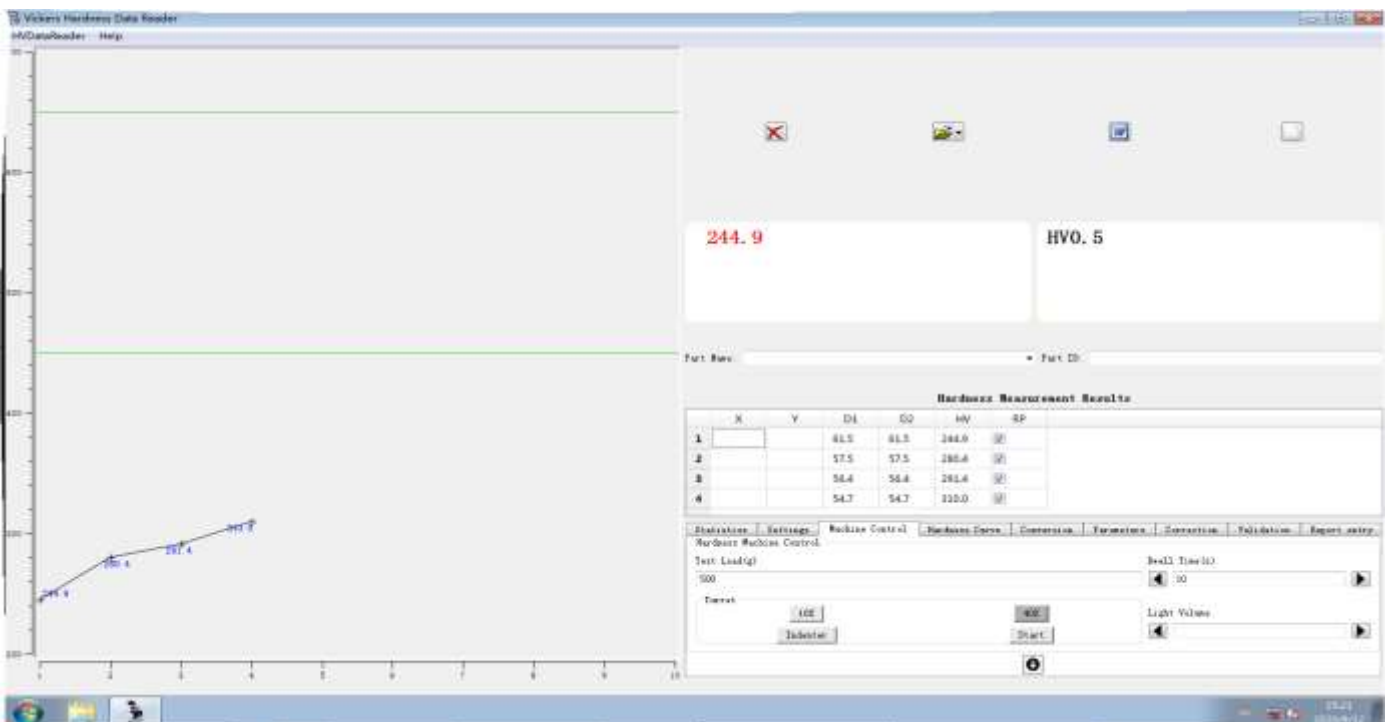 Vickers Hardness Data Reader
HVDataReader Help
244.9
HV0.5
Part Name:
Part ID:
Hardness Measurement Results
X Y D1 D2 HV RP
1 61.5 61.5 244.9
2 57.5 57.5 280.4
3 56.4 56.4 291.4
4 54.7 54.7 310.0
Statistics Settings Machine Control Hardness Curve Conversion Parameters Correction Validation Report entry
Hardness Machine Control
Test Load(g)
Dwell Time(s)
500
10
Turret
10X
40X
Light Volume
Indenter
Start
291.4
1 2 3 4 5 6 7 8 9 10